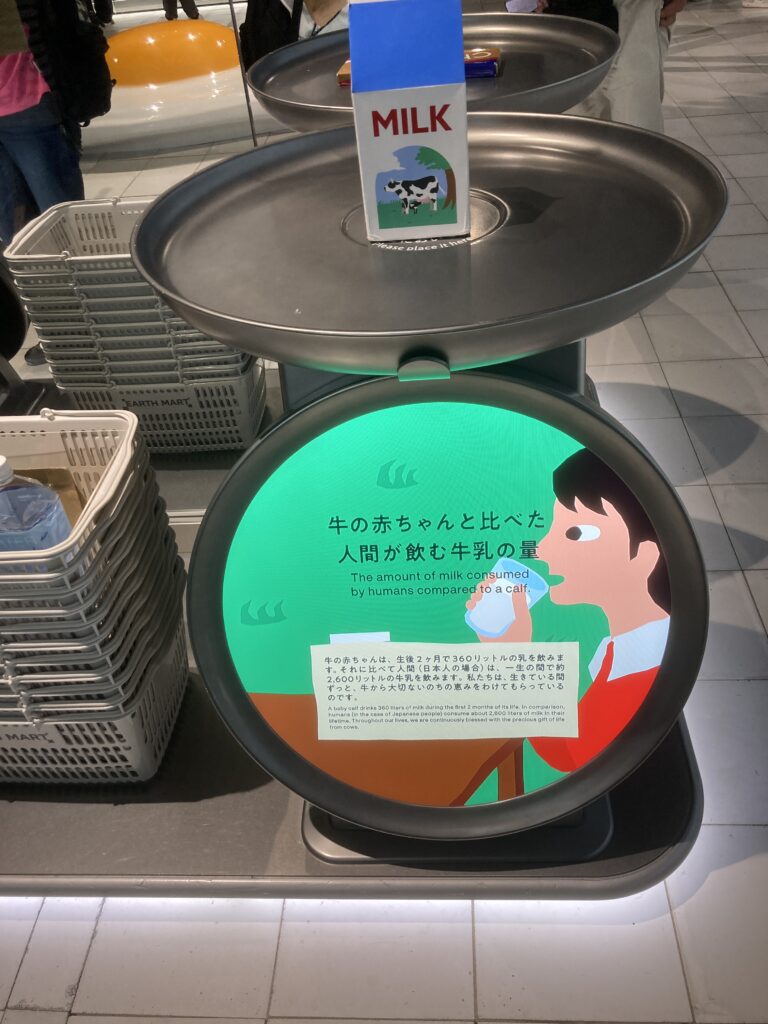 MILK
please place it here
EARTH MART
牛の赤ちゃんと比べた
人間が飲む牛乳の量
The amount of milk consumed
by humans compared to a calf.
牛の赤ちゃんは、生後2ヶ月で360リットルの乳を飲みま
す。それに比べて人間（日本人の場合）は、一生の間で約
2,600リットルの牛乳を飲みます。私たちは、生きている間
ずっと、牛から大切ないのちの恵みをわけてもらっている
のです。
A baby calf drinks 360 liters of milk during the first 2 months of its life. In comparison,
humans (in the case of Japanese people) consume about 2,600 liters of milk in their
lifetime. Throughout our lives, we are continuously blessed with the precious gift of life
from cows.
MART